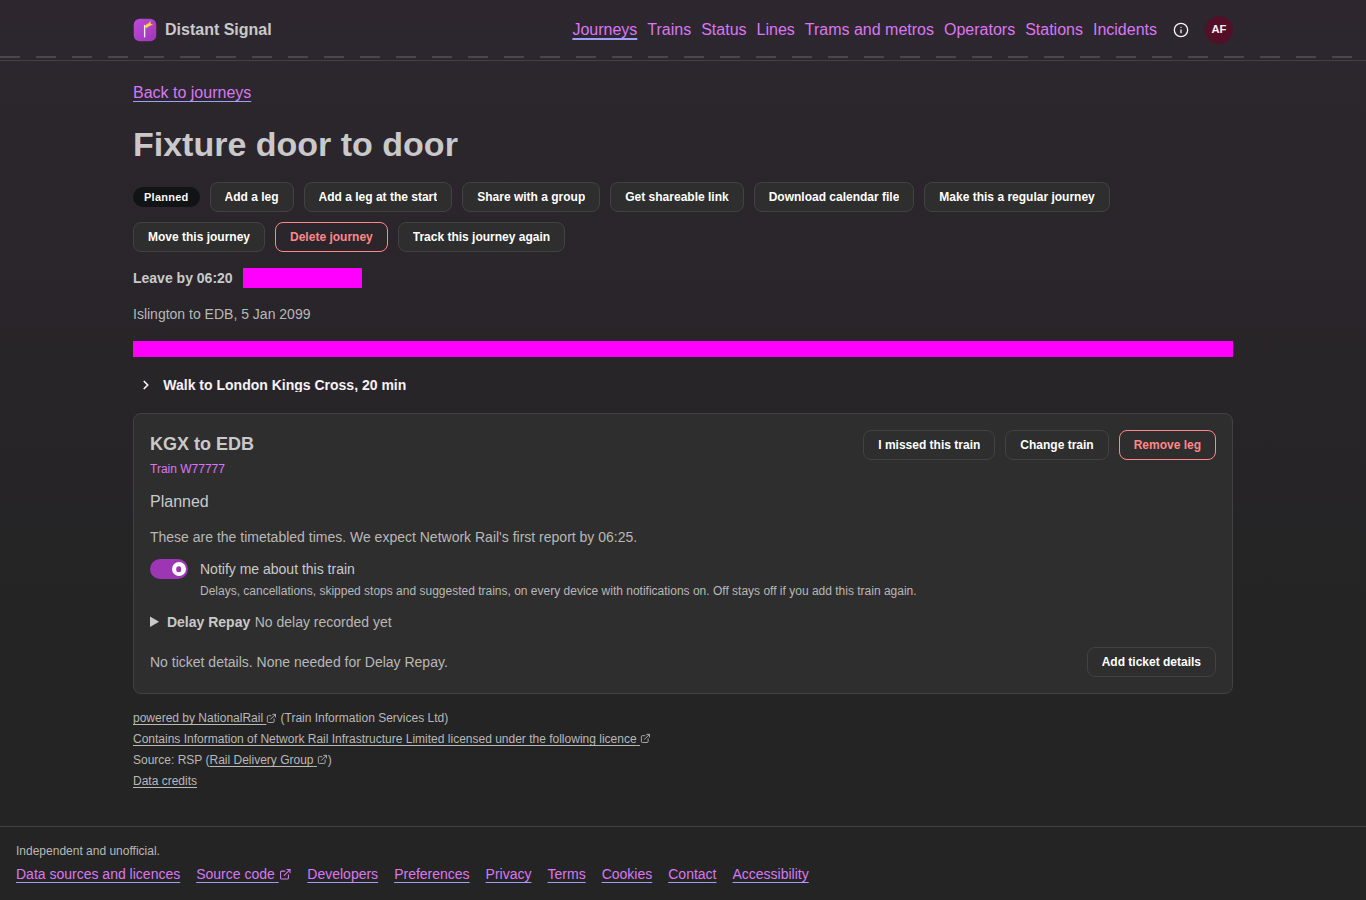 Distant Signal
Journeys Trains Status Lines Trams and metros Operators Stations Incidents AF
Back to journeys
Fixture door to door
Planned Add a leg Add a leg at the start Share with a group Get shareable link Download calendar file Make this a regular journey
Move this journey Delete journey Track this journey again
Leave by 06:20
Islington to EDB, 5 Jan 2099
Walk to London Kings Cross, 20 min
KGX to EDB I missed this train Change train Remove leg
Train W77777
Planned
These are the timetabled times. We expect Network Rail's first report by 06:25.
Notify me about this train
Delays, cancellations, skipped stops and suggested trains, on every device with notifications on. Off stays off if you add this train again.
Delay Repay No delay recorded yet
No ticket details. None needed for Delay Repay. Add ticket details
powered by NationalRail (Train Information Services Ltd)
Contains Information of Network Rail Infrastructure Limited licensed under the following licence
Source: RSP (Rail Delivery Group)
Data credits
Independent and unofficial.
Data sources and licences Source code Developers Preferences Privacy Terms Cookies Contact Accessibility